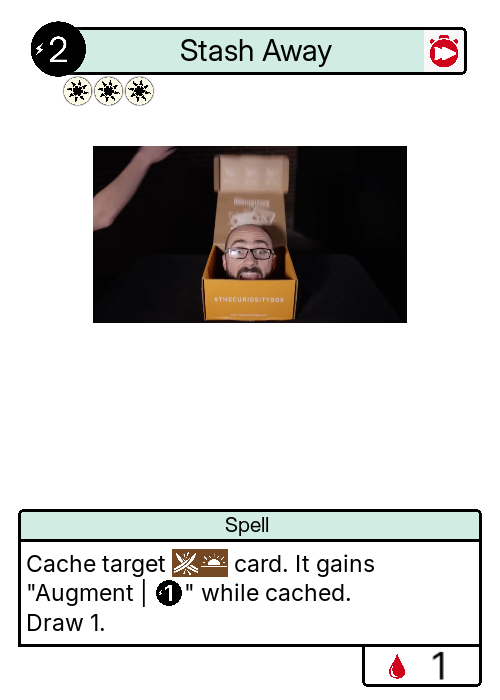 2
Stash Away
#THECURIOSITYBOX
Spell
Cache target card. It gains
"Augment | 1" while cached.
Draw 1.
1